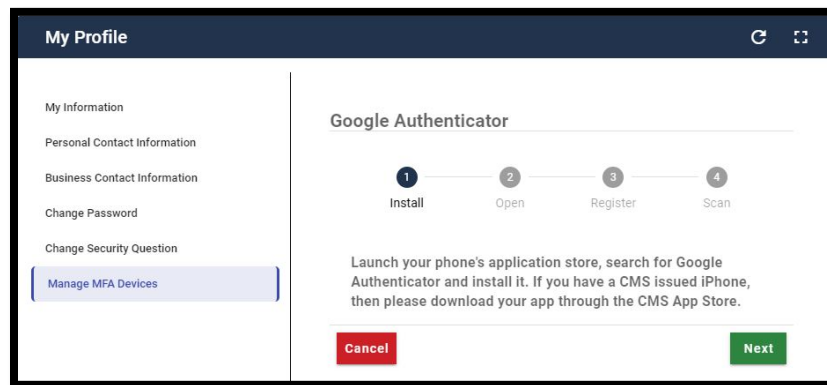 My Profile
My Information
Personal Contact Information
Business Contact Information
Change Password
Change Security Question
Manage MFA Devices
Google Authenticator
1 2 3 4
Install Open Register Scan
Launch your phone's application store, search for Google
Authenticator and install it. If you have a CMS issued iPhone,
then please download your app through the CMS App Store.
Cancel Next